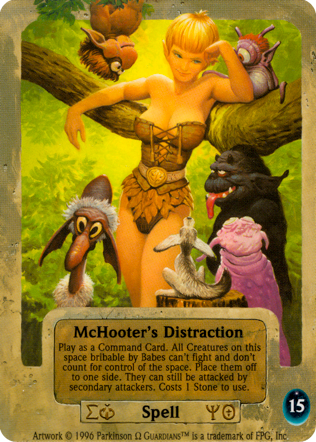 McHooter's Distraction
Play as a Command Card. All Creatures on this
space bribable by Babes can't fight and don't
count for control of the space. Place them off
to one side. They can still be attacked by
secondary attackers. Costs 1 Stone to use.
Spell
15
Artwork © 1996 Parkinson Ω GUARDIANS™ is a trademark of FPG, Inc